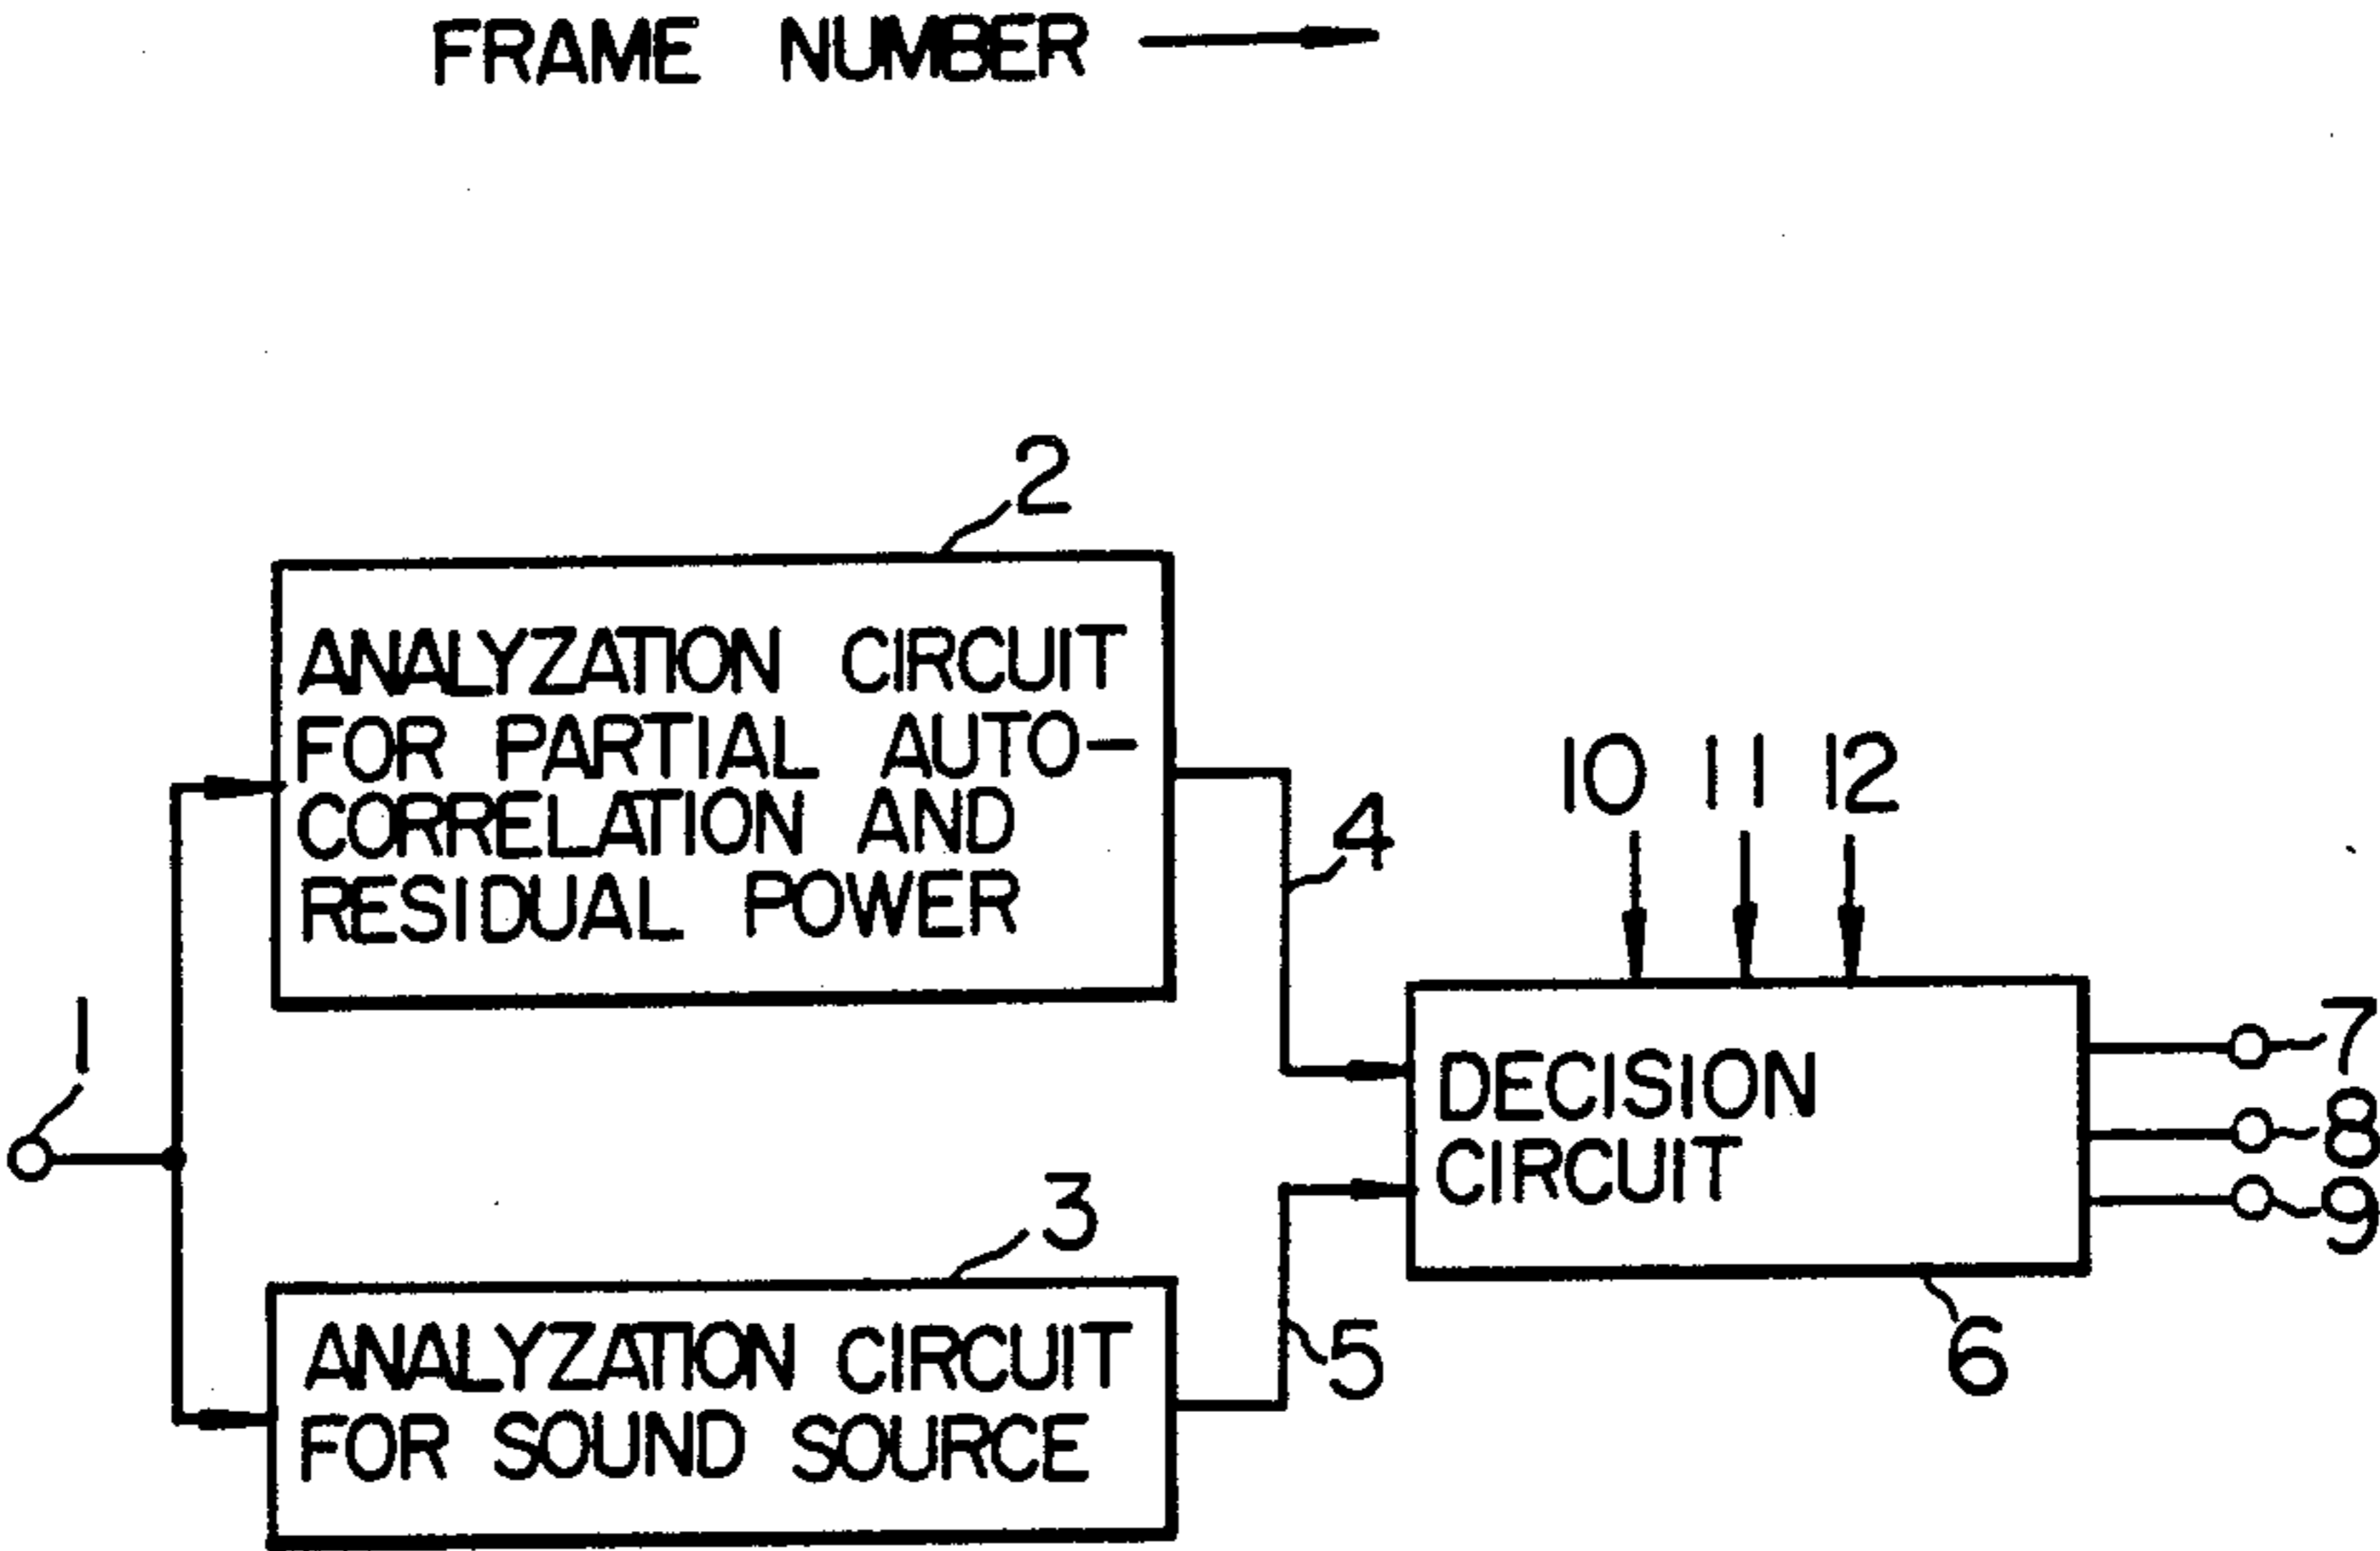 FRAME NUMBER
2
ANALYZATION CIRCUIT
FOR PARTIAL AUTO-
CORRELATION AND
RESIDUAL POWER
10 11 12
4
1
DECISION
CIRCUIT
7
8
9
3
ANALYZATION CIRCUIT
FOR SOUND SOURCE
5
6